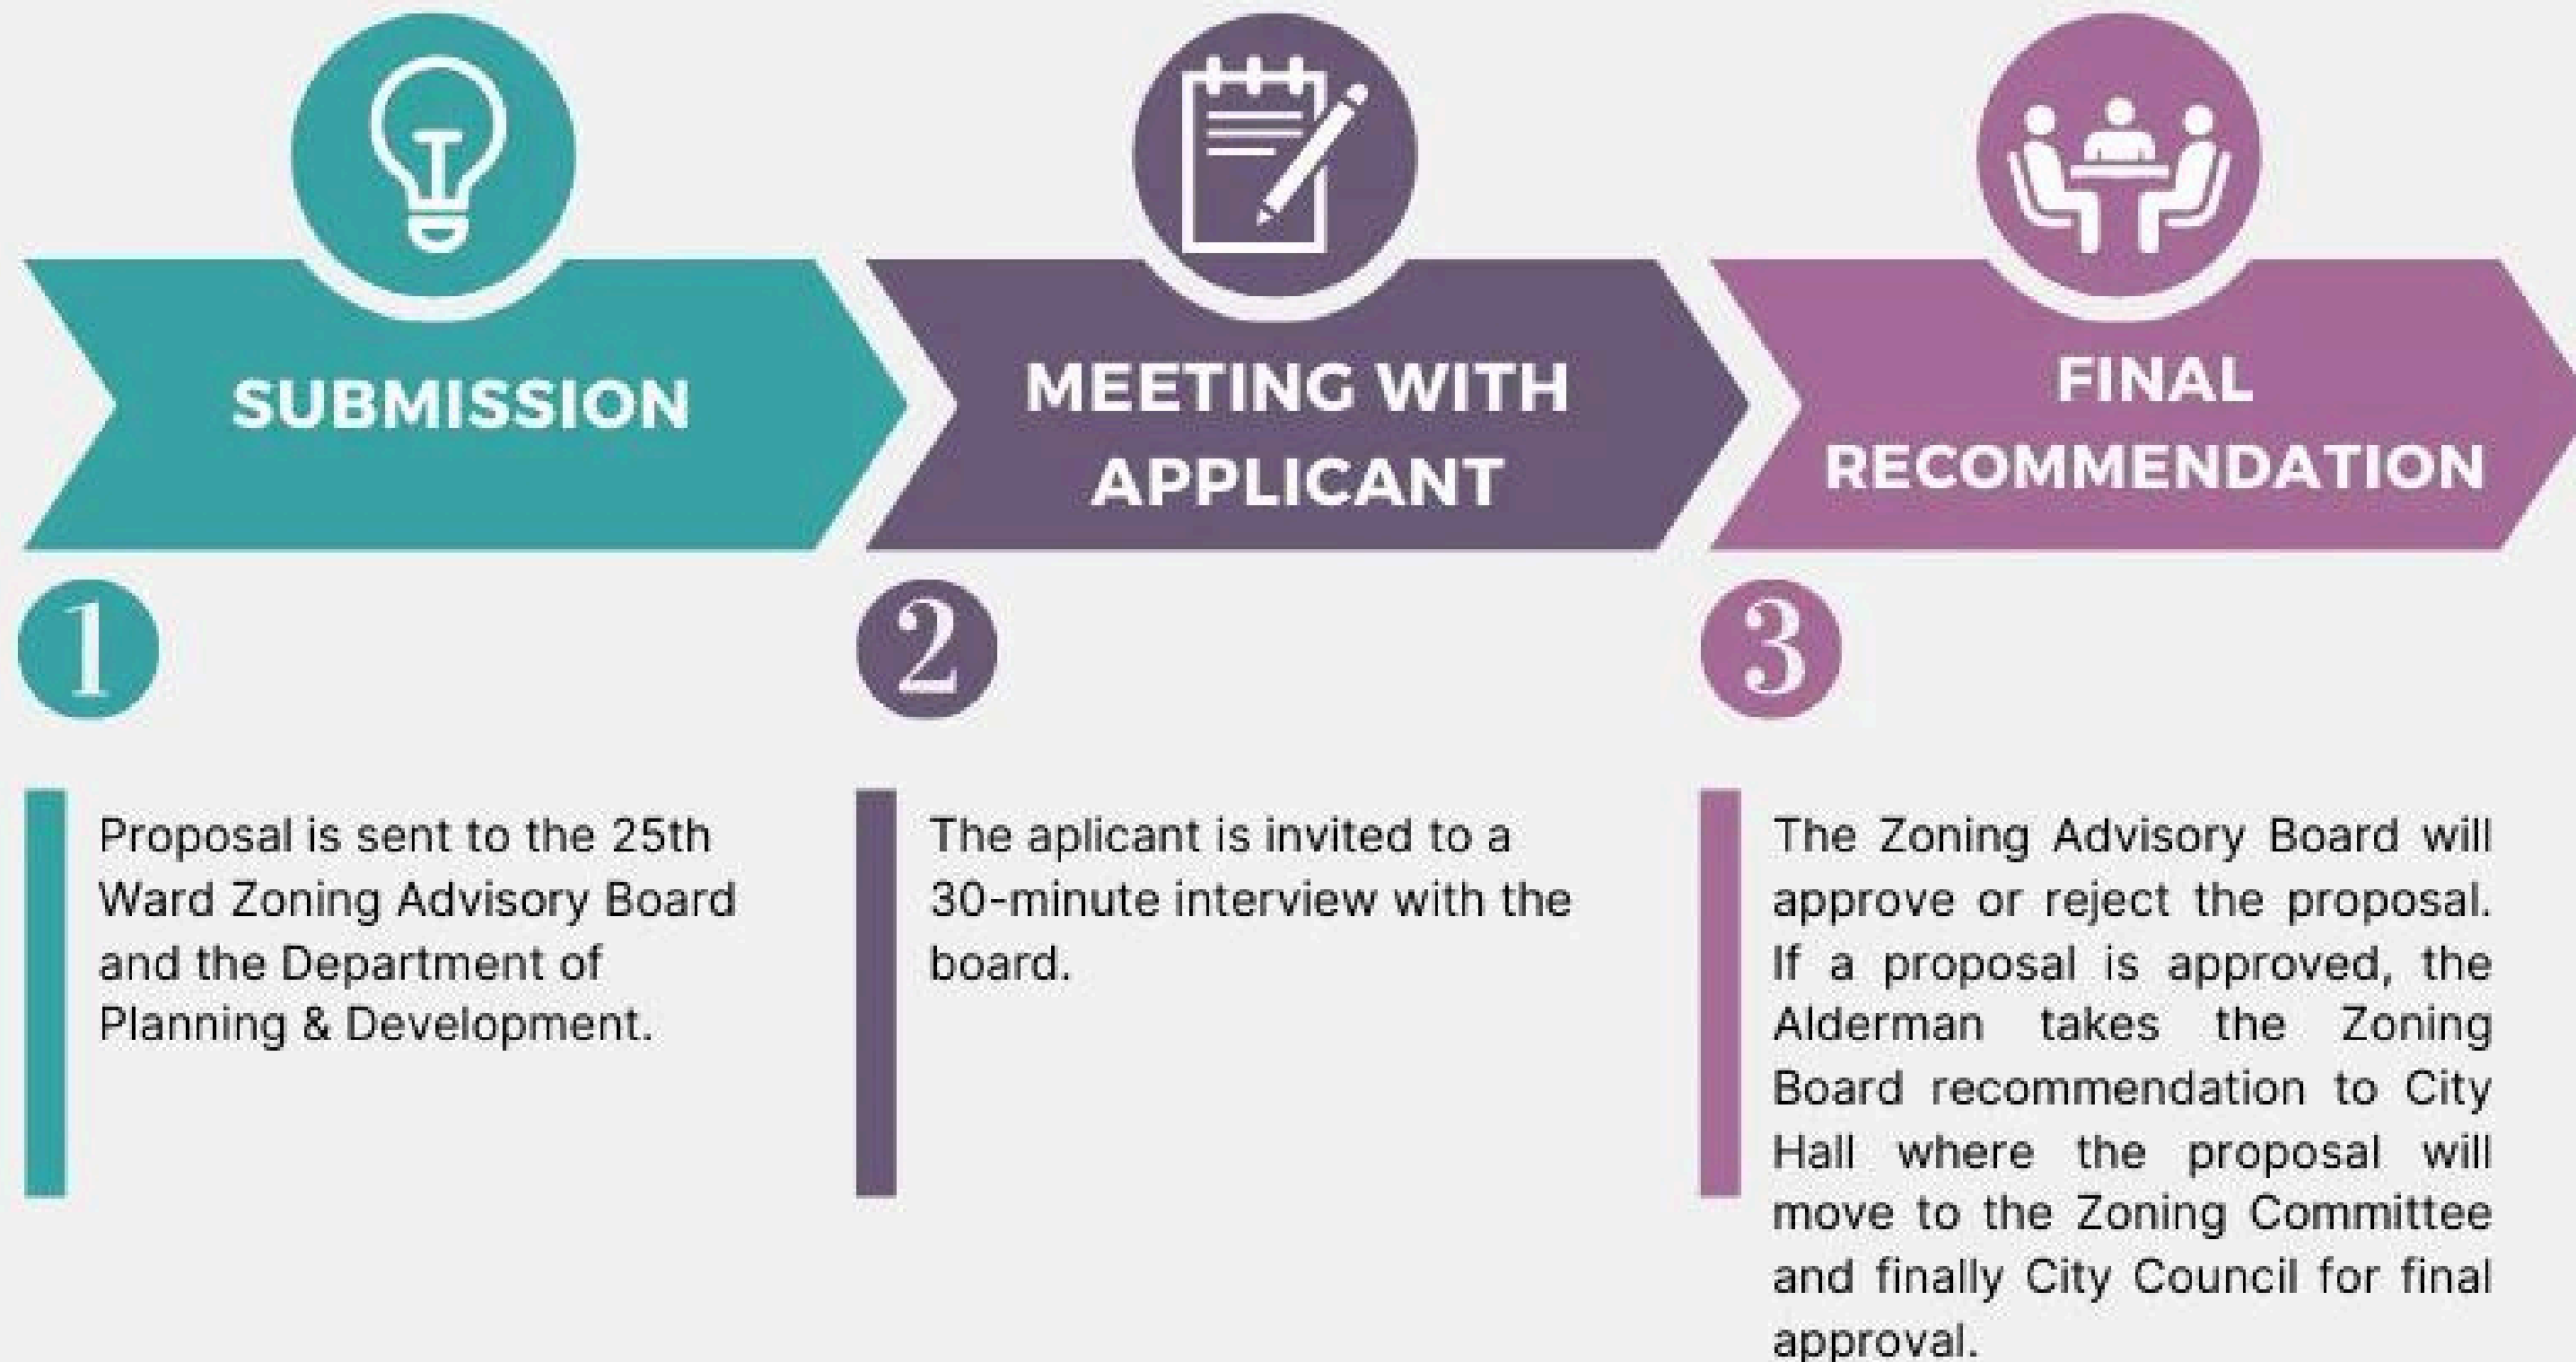 SUBMISSION
MEETING WITH
APPLICANT
FINAL
RECOMMENDATION
1
Proposal is sent to the 25th
Ward Zoning Advisory Board
and the Department of
Planning & Development.
2
The aplicant is invited to a
30-minute interview with the
board.
3
The Zoning Advisory Board will
approve or reject the proposal.
If a proposal is approved, the
Alderman takes the Zoning
Board recommendation to City
Hall where the proposal will
move to the Zoning Committee
and finally City Council for final
approval.